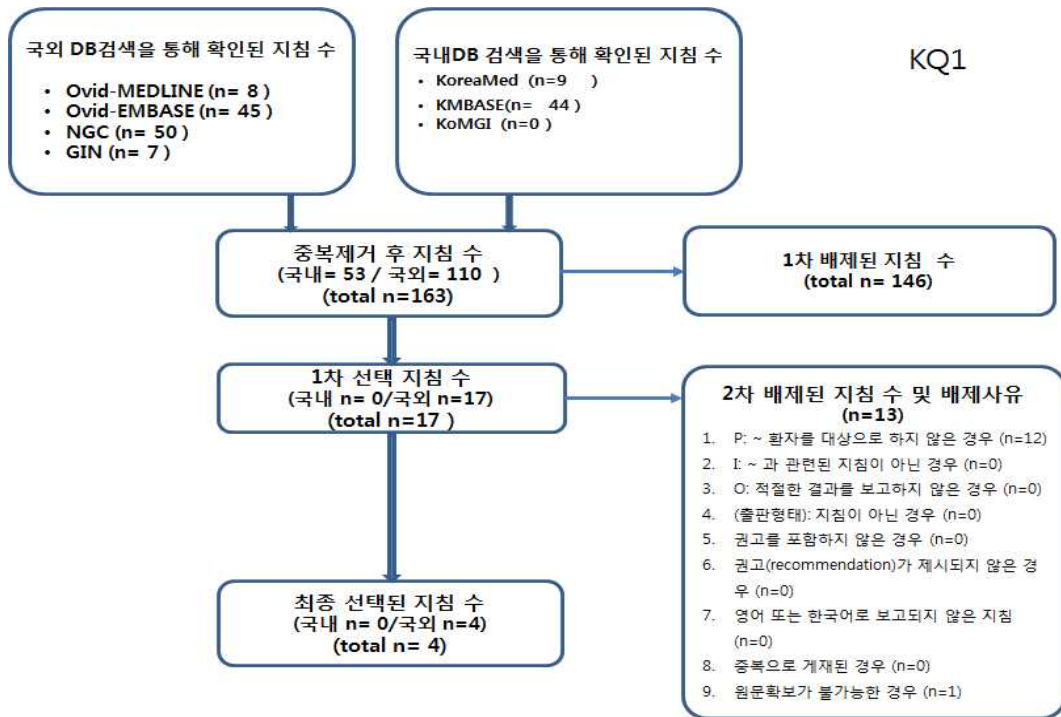 국외 DB검색을 통해 확인된 지침 수
• Ovid-MEDLINE (n= 8 )
• Ovid-EMBASE (n= 45 )
• NGC (n= 50 )
• GIN (n= 7 )
국내DB 검색을 통해 확인된 지침 수
• KoreaMed (n=9 )
• KMBASE(n= 44 )
• KoMGI (n=0 )
KQ1
중복제거 후 지침 수
(국내= 53 / 국외= 110 )
(total n=163)
1차 배제된 지침 수
(total n= 146)
1차 선택 지침 수
(국내 n= 0/국외 n=17)
(total n=17 )
2차 배제된 지침 수 및 배제사유
(n=13)
1. P: ~ 환자를 대상으로 하지 않은 경우 (n=12)
2. I: ~ 과 관련된 지침이 아닌 경우 (n=0)
3. O: 적절한 결과를 보고하지 않은 경우 (n=0)
4. (출판형태): 지침이 아닌 경우 (n=0)
5. 권고를 포함하지 않은 경우 (n=0)
6. 권고(recommendation)가 제시되지 않은 경
우 (n=0)
7. 영어 또는 한국어로 보고되지 않은 지침
(n=0)
8. 중복으로 게재된 경우 (n=0)
9. 원문확보가 불가능한 경우 (n=1)
최종 선택된 지침 수
(국내 n= 0/국외 n=4)
(total n= 4)